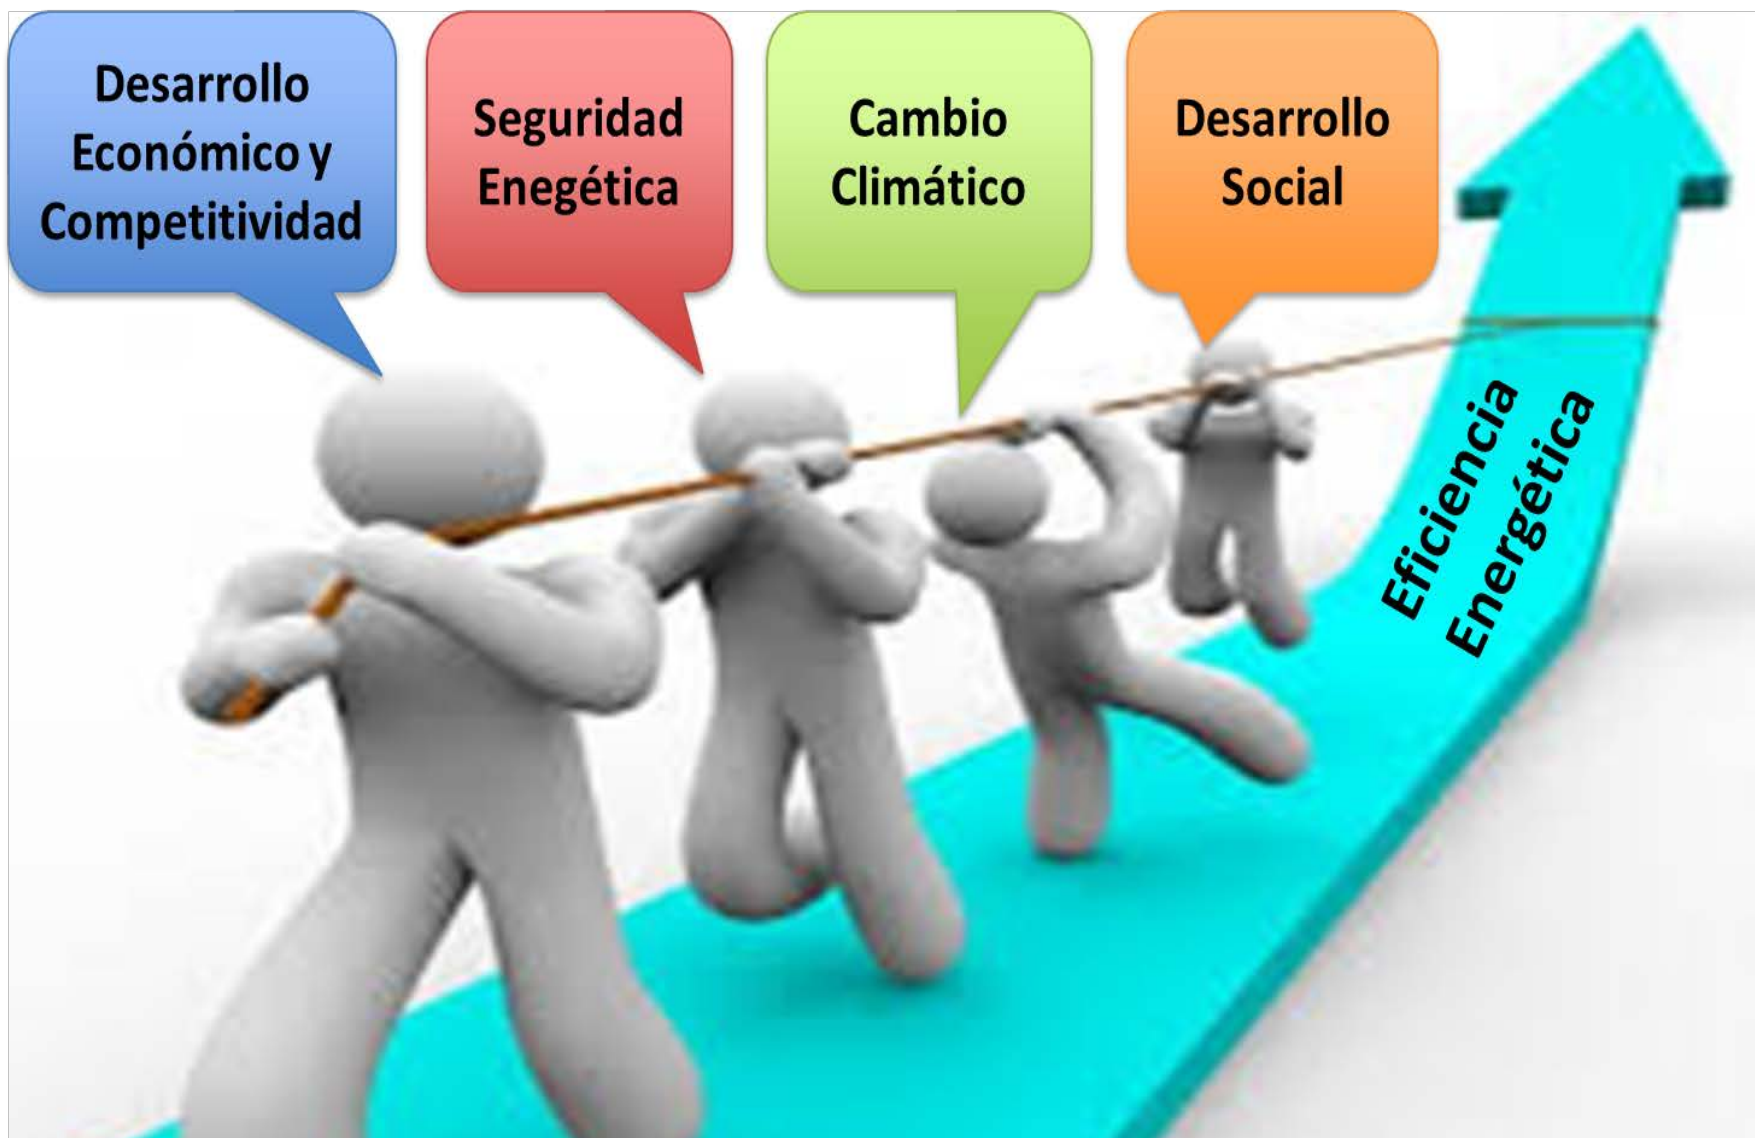 Desarrollo
Económico y
Competitividad
Seguridad
Enegética
Cambio
Climático
Desarrollo
Social
Eficiencia
Energética